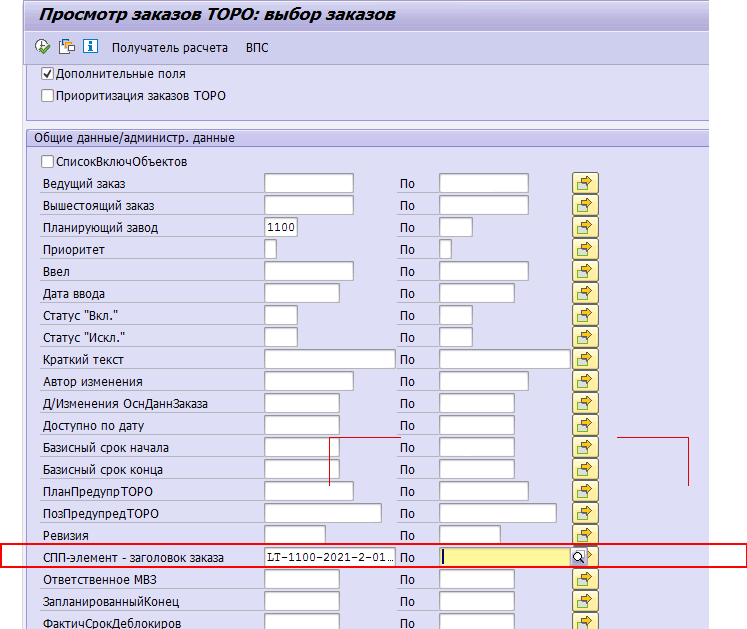 Просмотр заказов ТОРО: выбор заказов
Получатель расчета ВПС
Дополнительные поля
Приоритизация заказов ТОРО
Общие данные/администр. данные
СписокВключОбъектов
Ведущий заказ По
Вышестоящий заказ По
Планирующий завод 1100 По
Приоритет По
Ввел По
Дата ввода По
Статус "Вкл." По
Статус "Искл." По
Краткий текст По
Автор изменения По
Д/Изменения ОснДаннЗаказа По
Доступно по дату По
Базисный срок начала По
Базисный срок конца По
ПланПредупрТОРО По
ПозПредупредТОРО По
Ревизия По
СПП-элемент - заголовок заказа LT-1100-2021-2-01… По
Ответственное МВЗ По
ЗапланированныйКонец По
ФактичСрокДеблокиров По